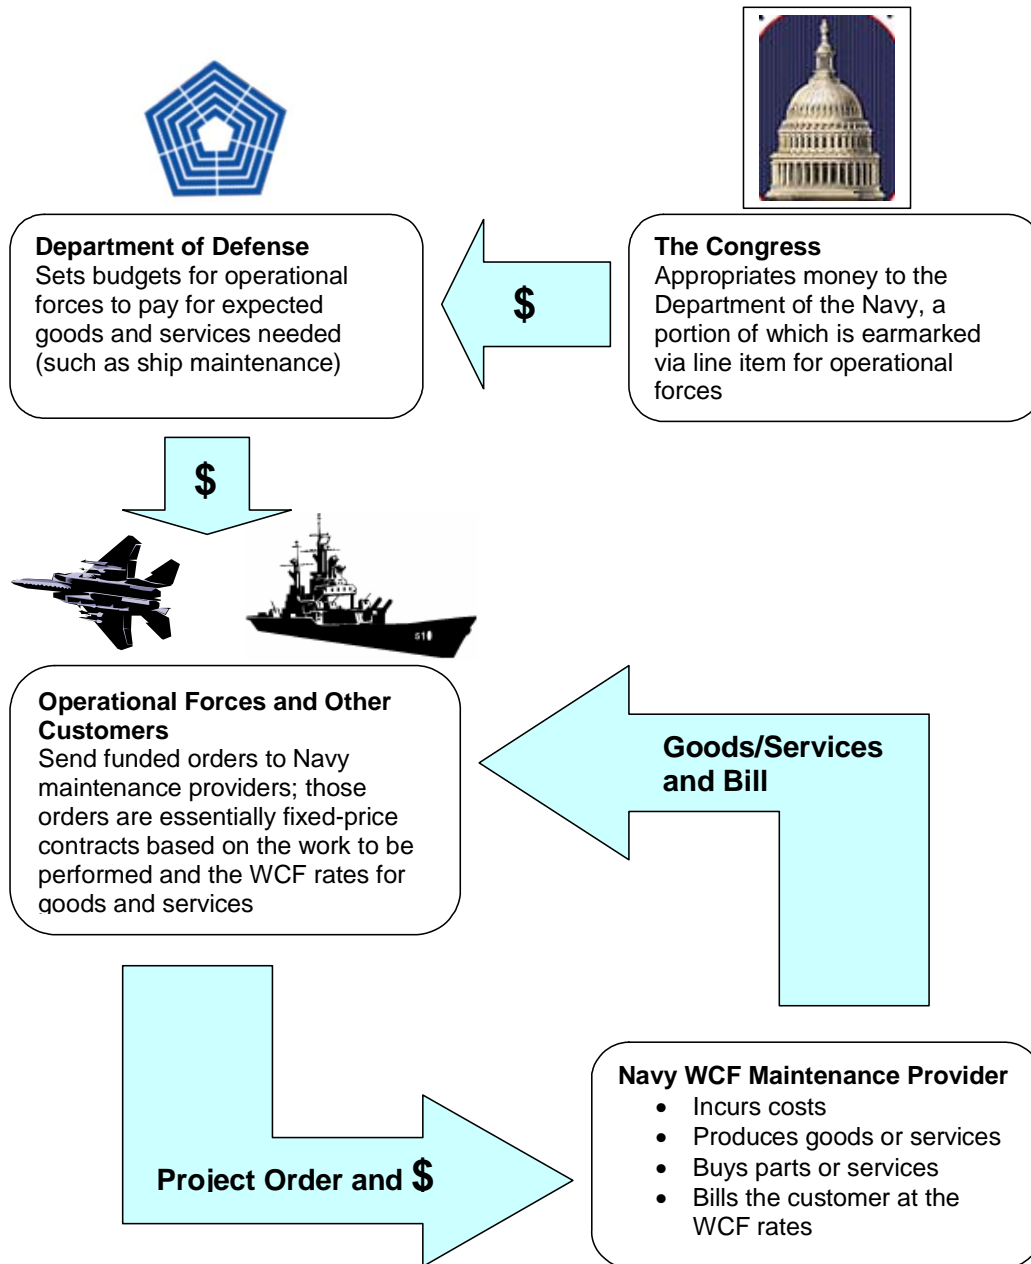 Department of Defense
Sets budgets for operational
forces to pay for expected
goods and services needed
(such as ship maintenance)
$
The Congress
Appropriates money to the
Department of the Navy, a
portion of which is earmarked
via line item for operational
forces
$
510
Operational Forces and Other
Customers
Send funded orders to Navy
maintenance providers; those
orders are essentially fixed-price
contracts based on the work to be
performed and the WCF rates for
goods and services
Goods/Services
and Bill
Project Order and $
Navy WCF Maintenance Provider
• Incurs costs
• Produces goods or services
• Buys parts or services
• Bills the customer at the
WCF rates